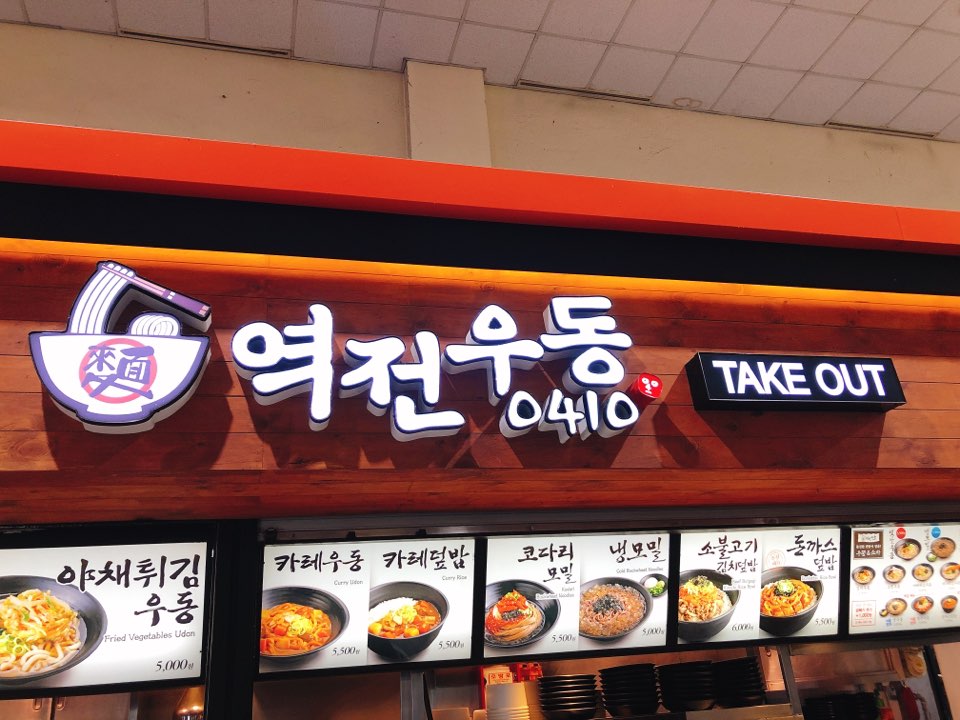 麵
역전우동
0410
TAKE OUT
야채튀김
우동
Fried Vegetables Udon
5,000원
카레우동
Curry Udon
5,500원
카레덮밥
Curry Rice
5,500원
코다리
모밀
5,500원
냉모밀
Cold Buckwheat Noodles
5,000원
소불고기
김치덮밥
6,000원
돈까스
덮밥
5,500원